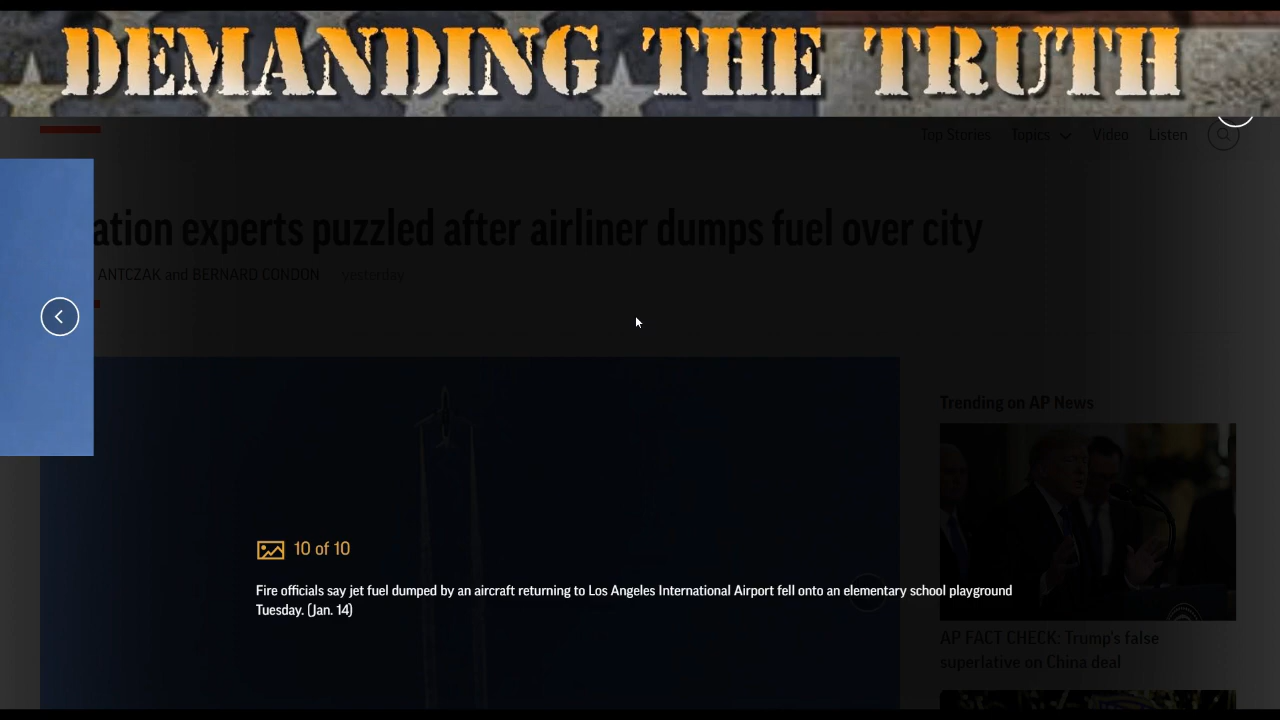 DEMANDING THE TRUTH
Top Stories Topics Video Listen
ation experts puzzled after airliner dumps fuel over city
ANTCZAK and BERNARD CONDON yesterday
Trending on AP News
10 of 10
Fire officials say jet fuel dumped by an aircraft returning to Los Angeles International Airport fell onto an elementary school playground
Tuesday. (Jan. 14)
AP FACT CHECK: Trump's false
superlative on China deal